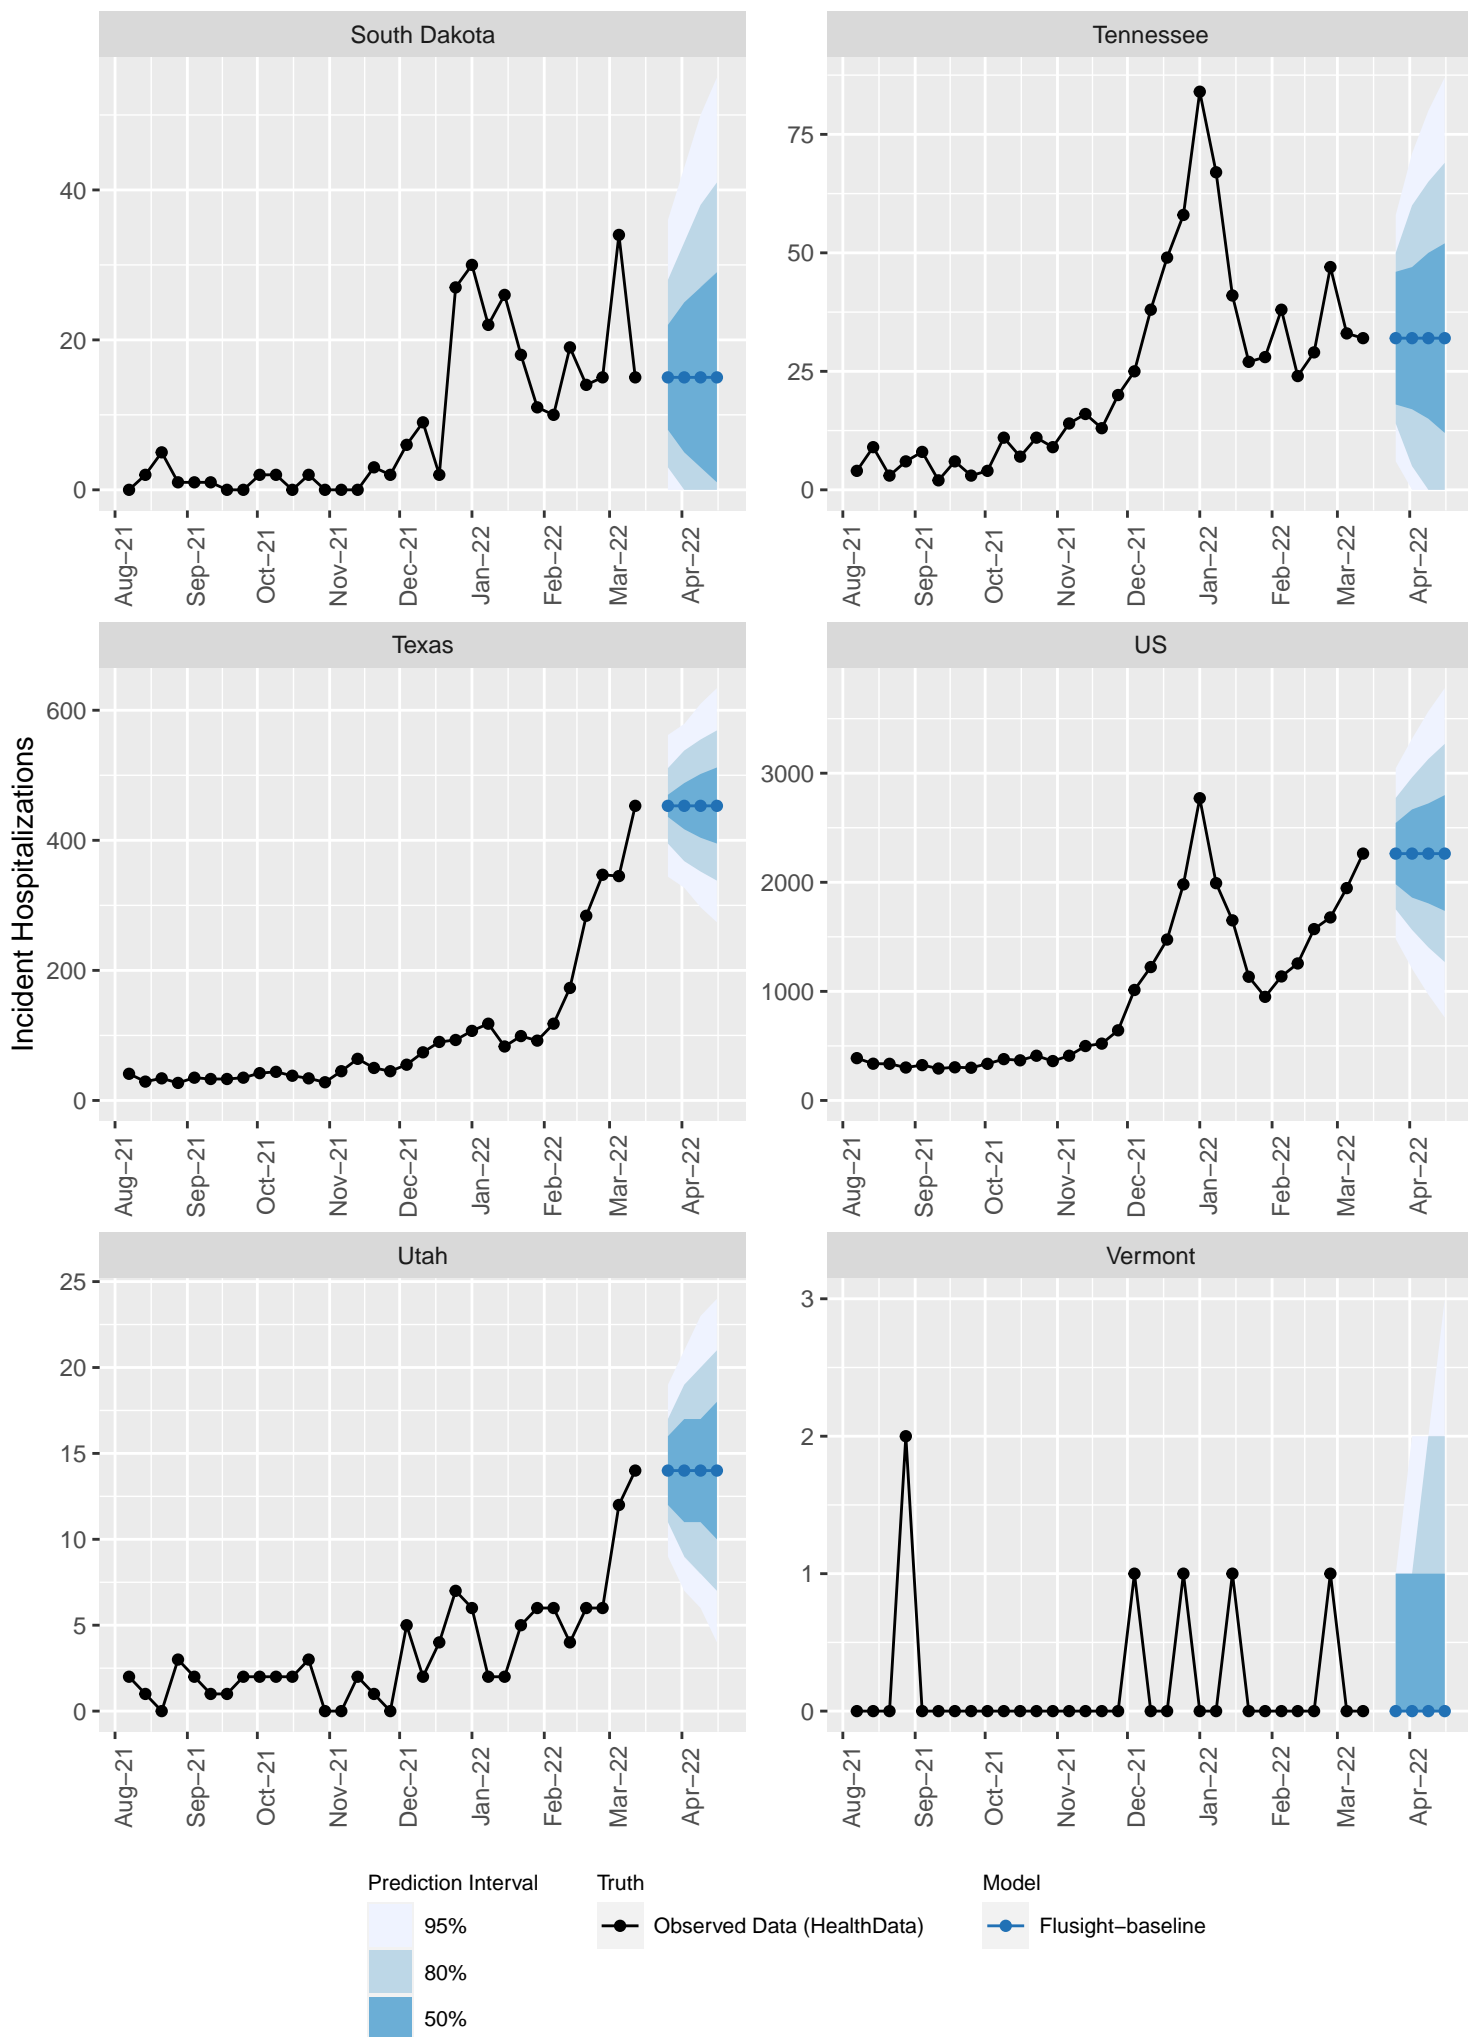 South Dakota
Tennessee
40
20
0
75
50
25
0
Aug−21
Sep−21
Oct−21
Nov−21
Dec−21
Jan−22
Feb−22
Mar−22
Apr−22
Aug−21
Sep−21
Oct−21
Nov−21
Dec−21
Jan−22
Feb−22
Mar−22
Apr−22
Incident Hospitalizations
Texas
US
600
400
200
0
3000
2000
1000
0
Aug−21
Sep−21
Oct−21
Nov−21
Dec−21
Jan−22
Feb−22
Mar−22
Apr−22
Aug−21
Sep−21
Oct−21
Nov−21
Dec−21
Jan−22
Feb−22
Mar−22
Apr−22
Utah
Vermont
25
20
15
10
5
0
3
2
1
0
Aug−21
Sep−21
Oct−21
Nov−21
Dec−21
Jan−22
Feb−22
Mar−22
Apr−22
Aug−21
Sep−21
Oct−21
Nov−21
Dec−21
Jan−22
Feb−22
Mar−22
Apr−22
Prediction Interval
95%
80%
50%
Truth
Observed Data (HealthData)
Model
Flusight−baseline